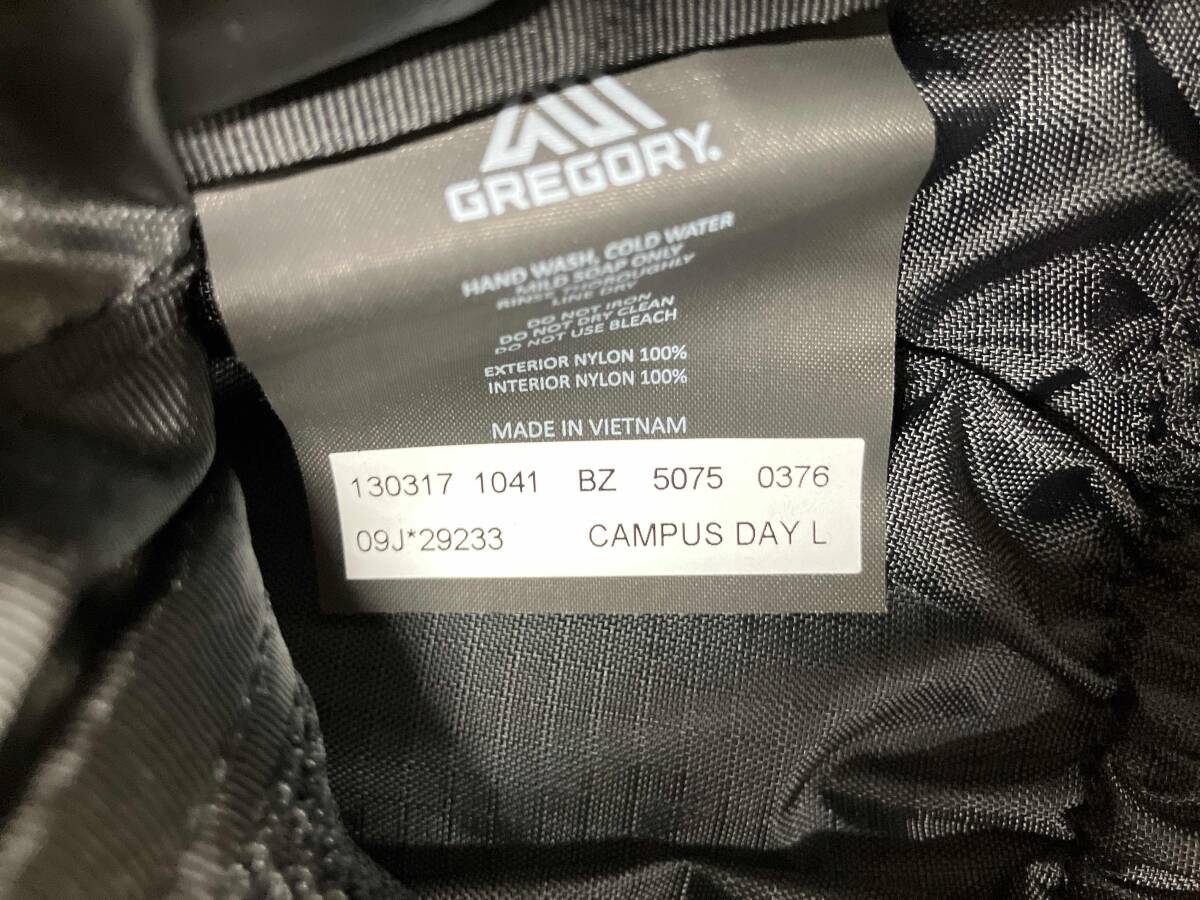 GREGORY.
HAND WASH, COLD WATER
MILD SOAP ONLY
RINSE THOROUGHLY
LINE DRY
DO NOT IRON
DO NOT DRY CLEAN
DO NOT USE BLEACH
EXTERIOR NYLON 100%
INTERIOR NYLON 100%
MADE IN VIETNAM
130317 1041 BZ 5075 0376
09J*29233 CAMPUS DAY L